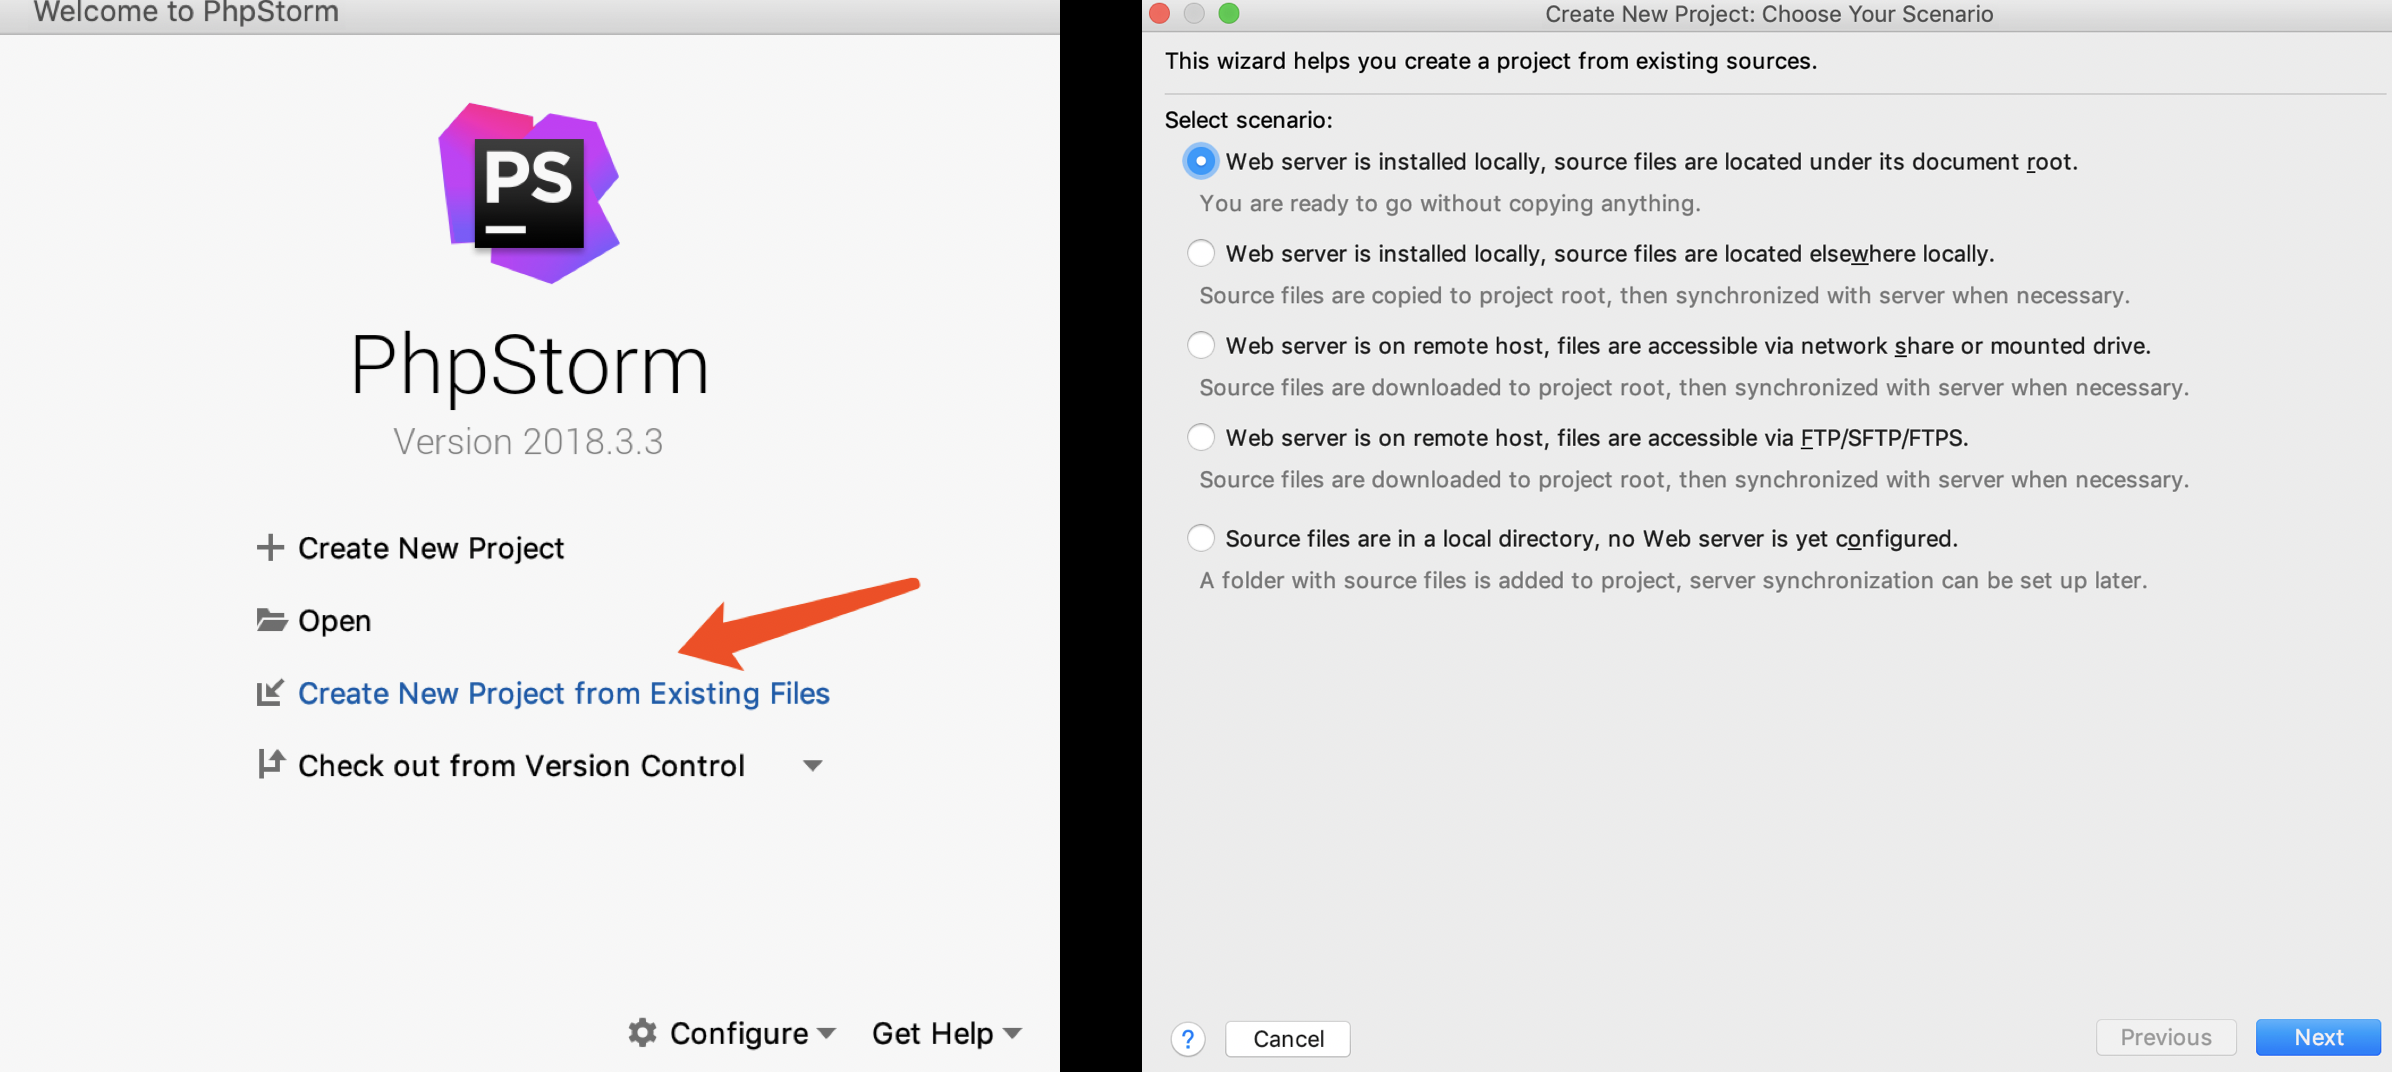 Welcome to PhpStorm
PS
PhpStorm
Version 2018.3.3
Create New Project
Open
Create New Project from Existing Files
Check out from Version Control
Configure
Get Help
Create New Project: Choose Your Scenario
This wizard helps you create a project from existing sources.
Select scenario:
Web server is installed locally, source files are located under its document root.
You are ready to go without copying anything.
Web server is installed locally, source files are located elsewhere locally.
Source files are copied to project root, then synchronized with server when necessary.
Web server is on remote host, files are accessible via network share or mounted drive.
Source files are downloaded to project root, then synchronized with server when necessary.
Web server is on remote host, files are accessible via FTP/SFTP/FTPS.
Source files are downloaded to project root, then synchronized with server when necessary.
Source files are in a local directory, no Web server is yet configured.
A folder with source files is added to project, server synchronization can be set up later.
?
Cancel
Previous
Next